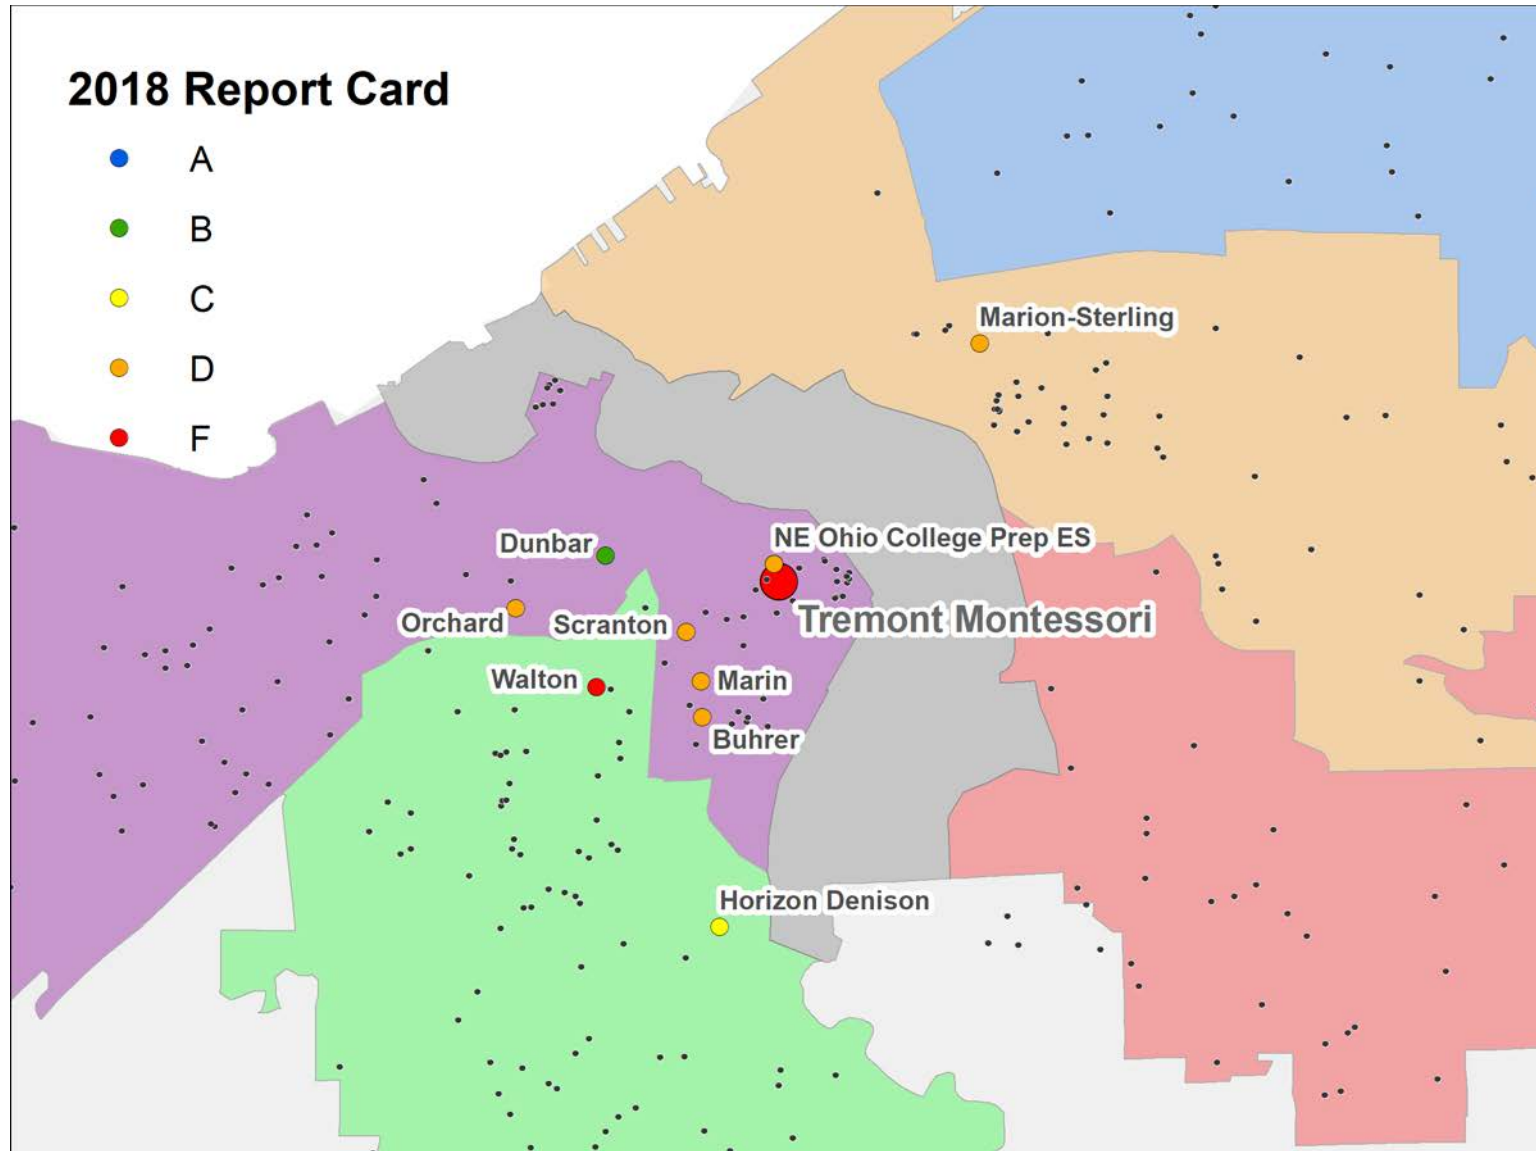 2018 Report Card
A
B
C
D
F
Marion-Sterling
Dunbar
NE Ohio College Prep ES
Orchard
Scranton
Tremont Montessori
Walton
Marin
Buhrer
Horizon Denison